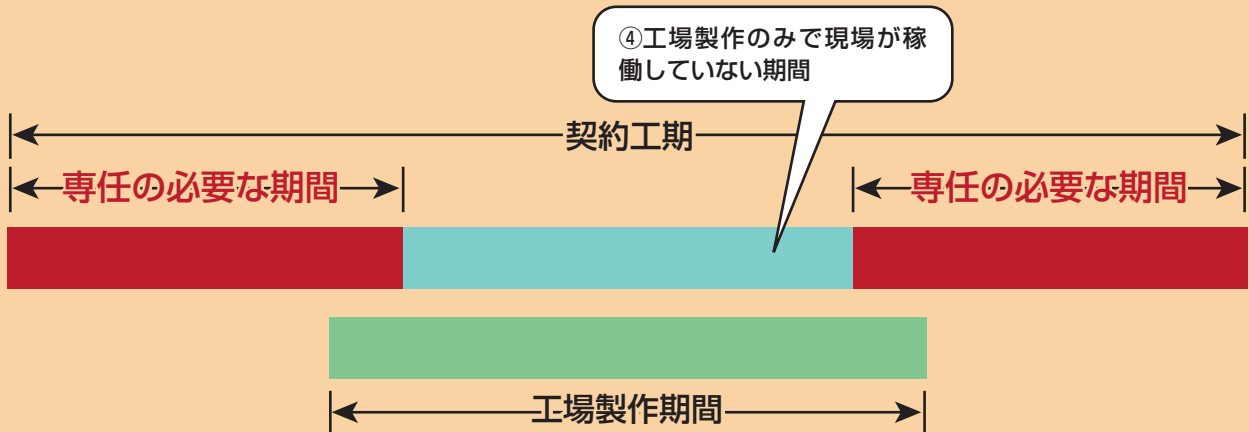 ④工場製作のみで現場が稼
働していない期間
契約工期
専任の必要な期間
専任の必要な期間
工場製作期間